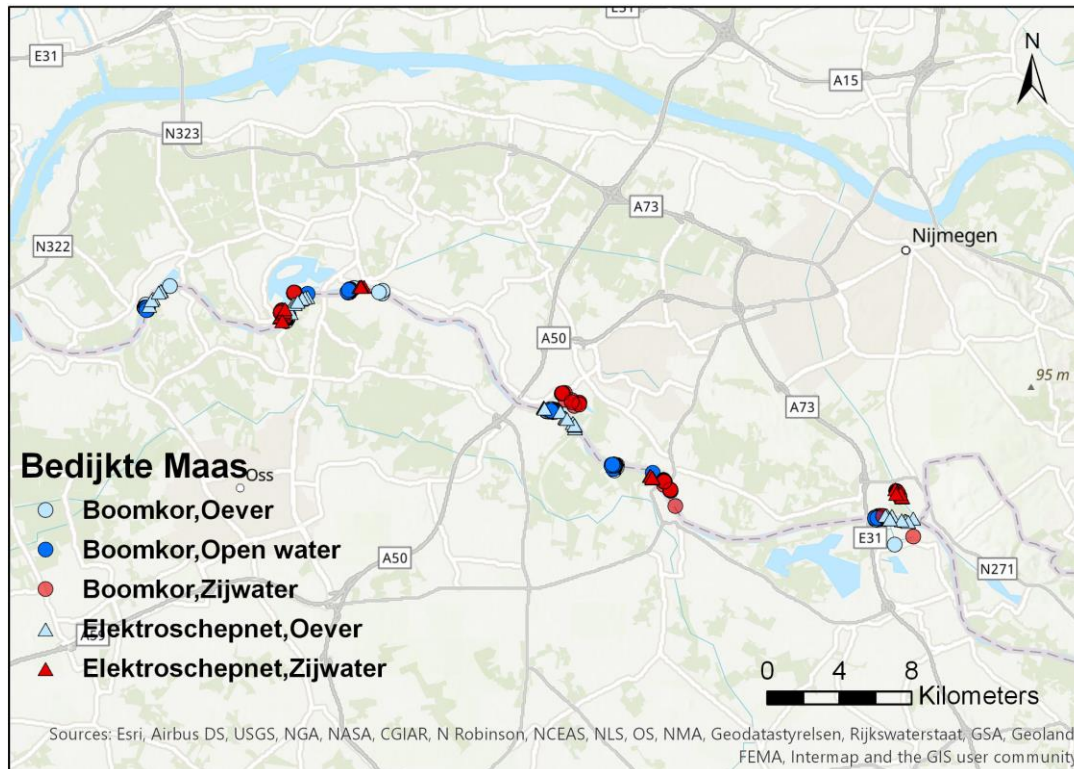 E31
E31
A15
N
N323
A73
N322
Nijmegen
A50
95 m
A73
Bedijkte Maas
Oss
Boomkor,Oever
Boomkor,Open water
E31
A50
N271
Boomkor,Zijwater
Elektroschepnet,Oever
A59
Elektroschepnet,Zijwater
0 4 8
Kilometers
Sources: Esri, Airbus DS, USGS, NGA, NASA, CGIAR, N Robinson, NCEAS, NLS, OS, NMA, Geodatastyrelsen, Rijkswaterstaat, GSA, Geoland
FEMA, Intermap and the GIS user community